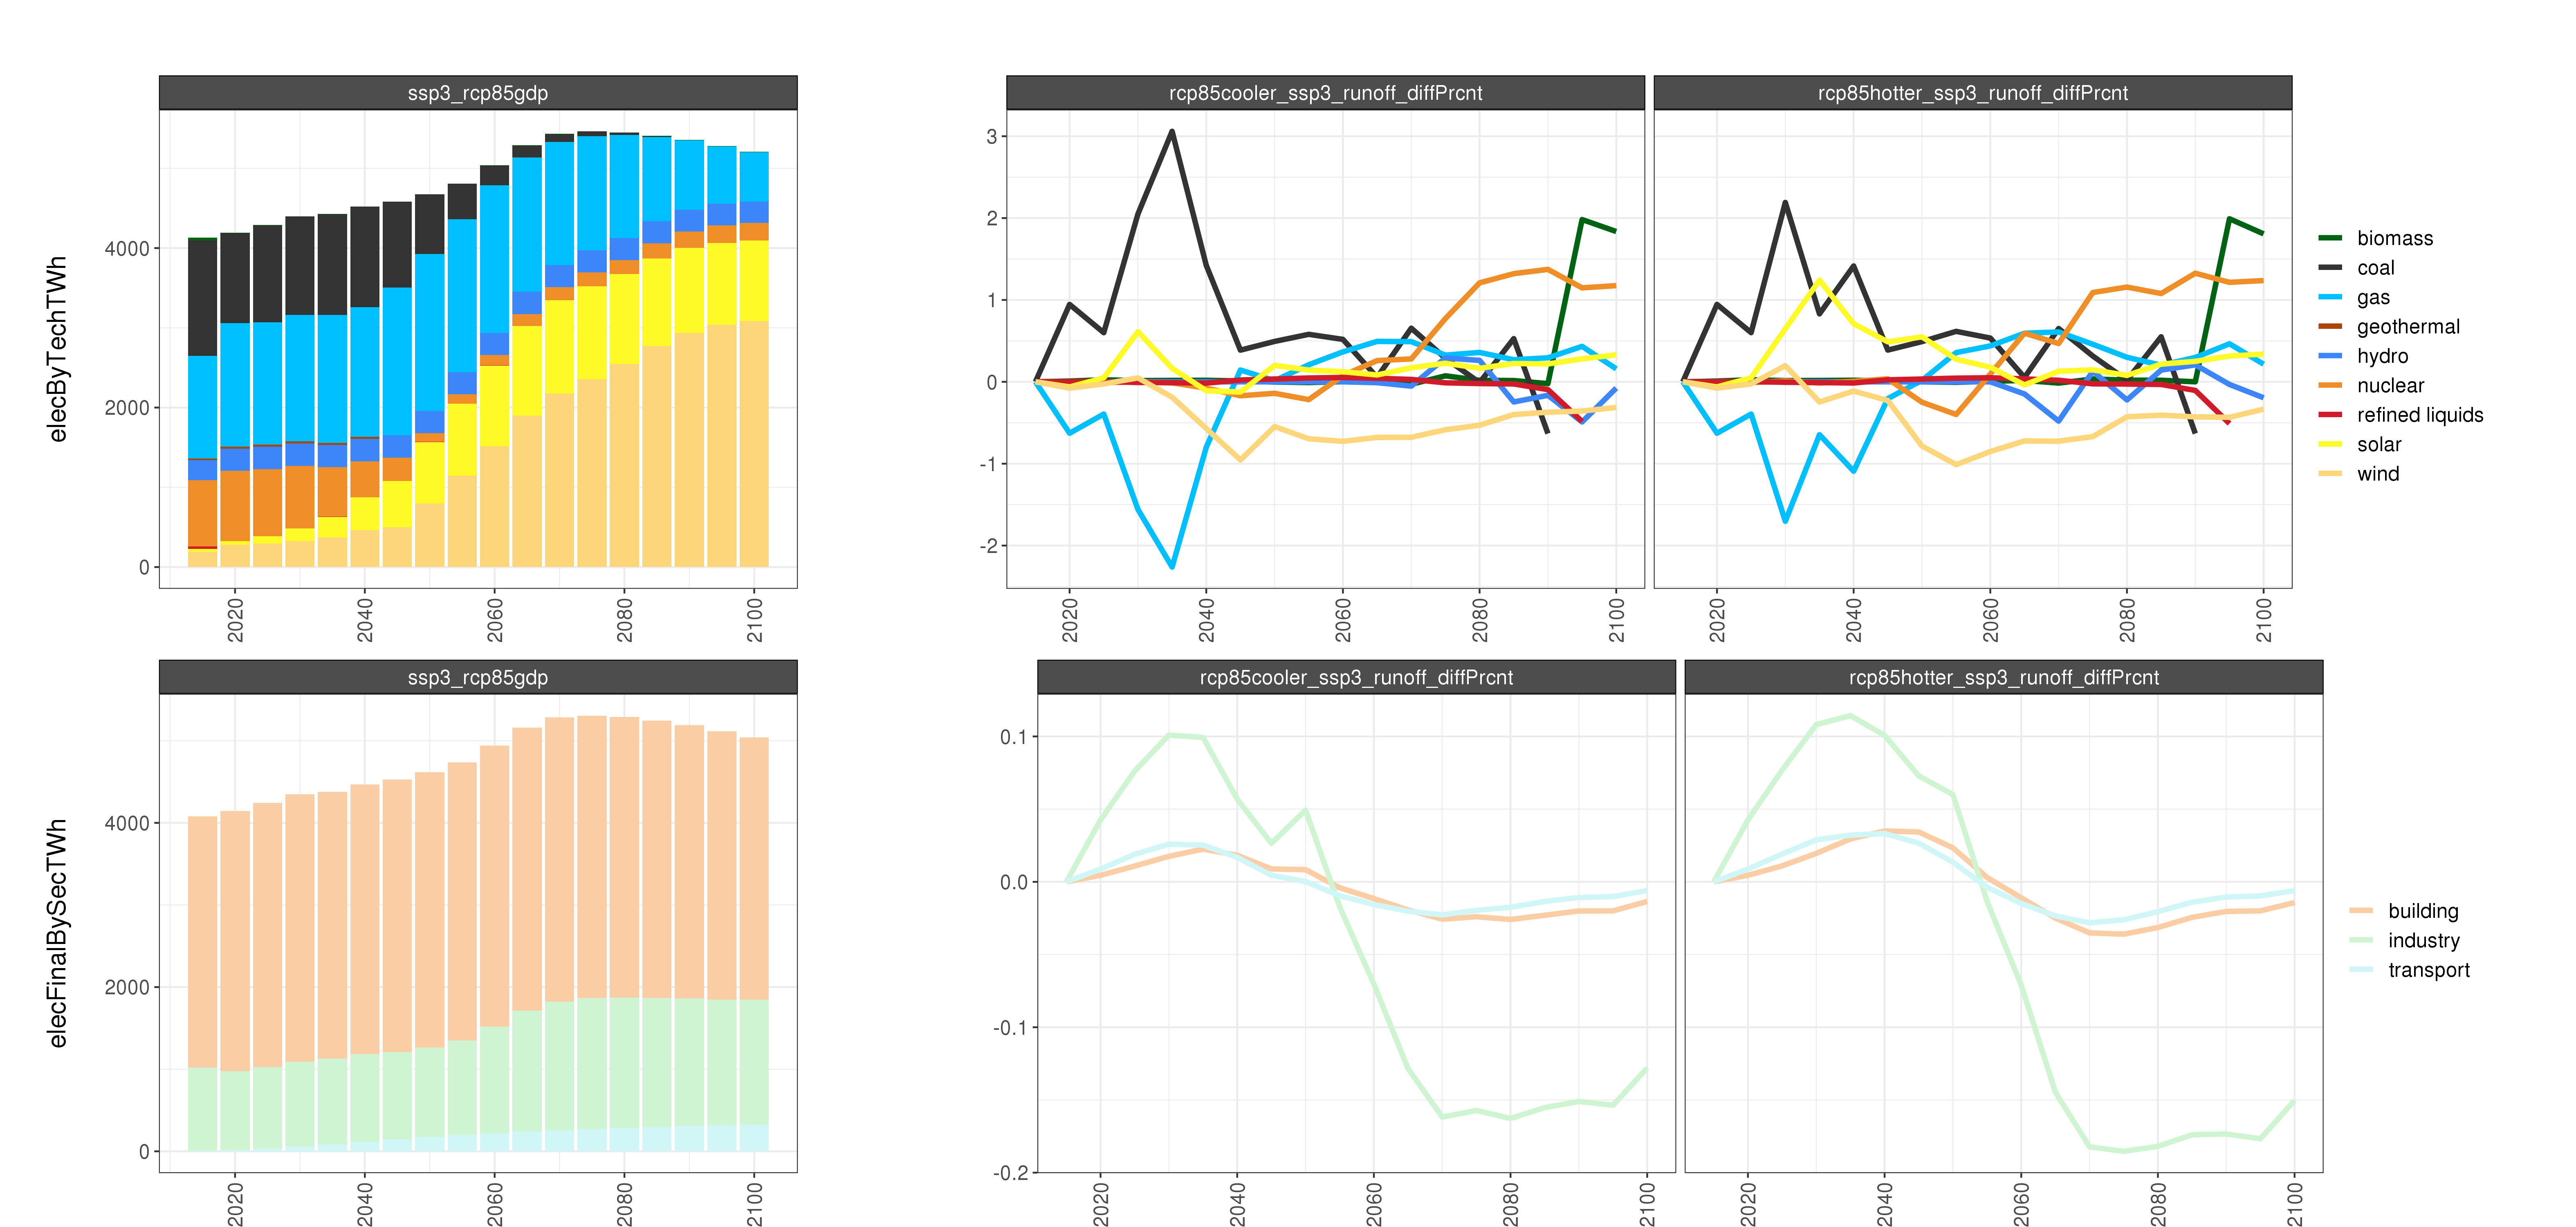 ssp3_rcp85gdp
rcp85cooler_ssp3_runoff_diffPrcnt
rcp85hotter_ssp3_runoff_diffPrcnt
elecByTechTWh
4000
2000
0
2020
2040
2060
2080
2100
3
2
1
0
-1
-2
2020
2040
2060
2080
2100
2020
2040
2060
2080
2100
biomass
coal
gas
geothermal
hydro
nuclear
refined liquids
solar
wind
ssp3_rcp85gdp
rcp85cooler_ssp3_runoff_diffPrcnt
rcp85hotter_ssp3_runoff_diffPrcnt
elecFinalBySecTWh
4000
2000
0
2020
2040
2060
2080
2100
0.1
0.0
-0.1
-0.2
2020
2040
2060
2080
2100
2020
2040
2060
2080
2100
building
industry
transport